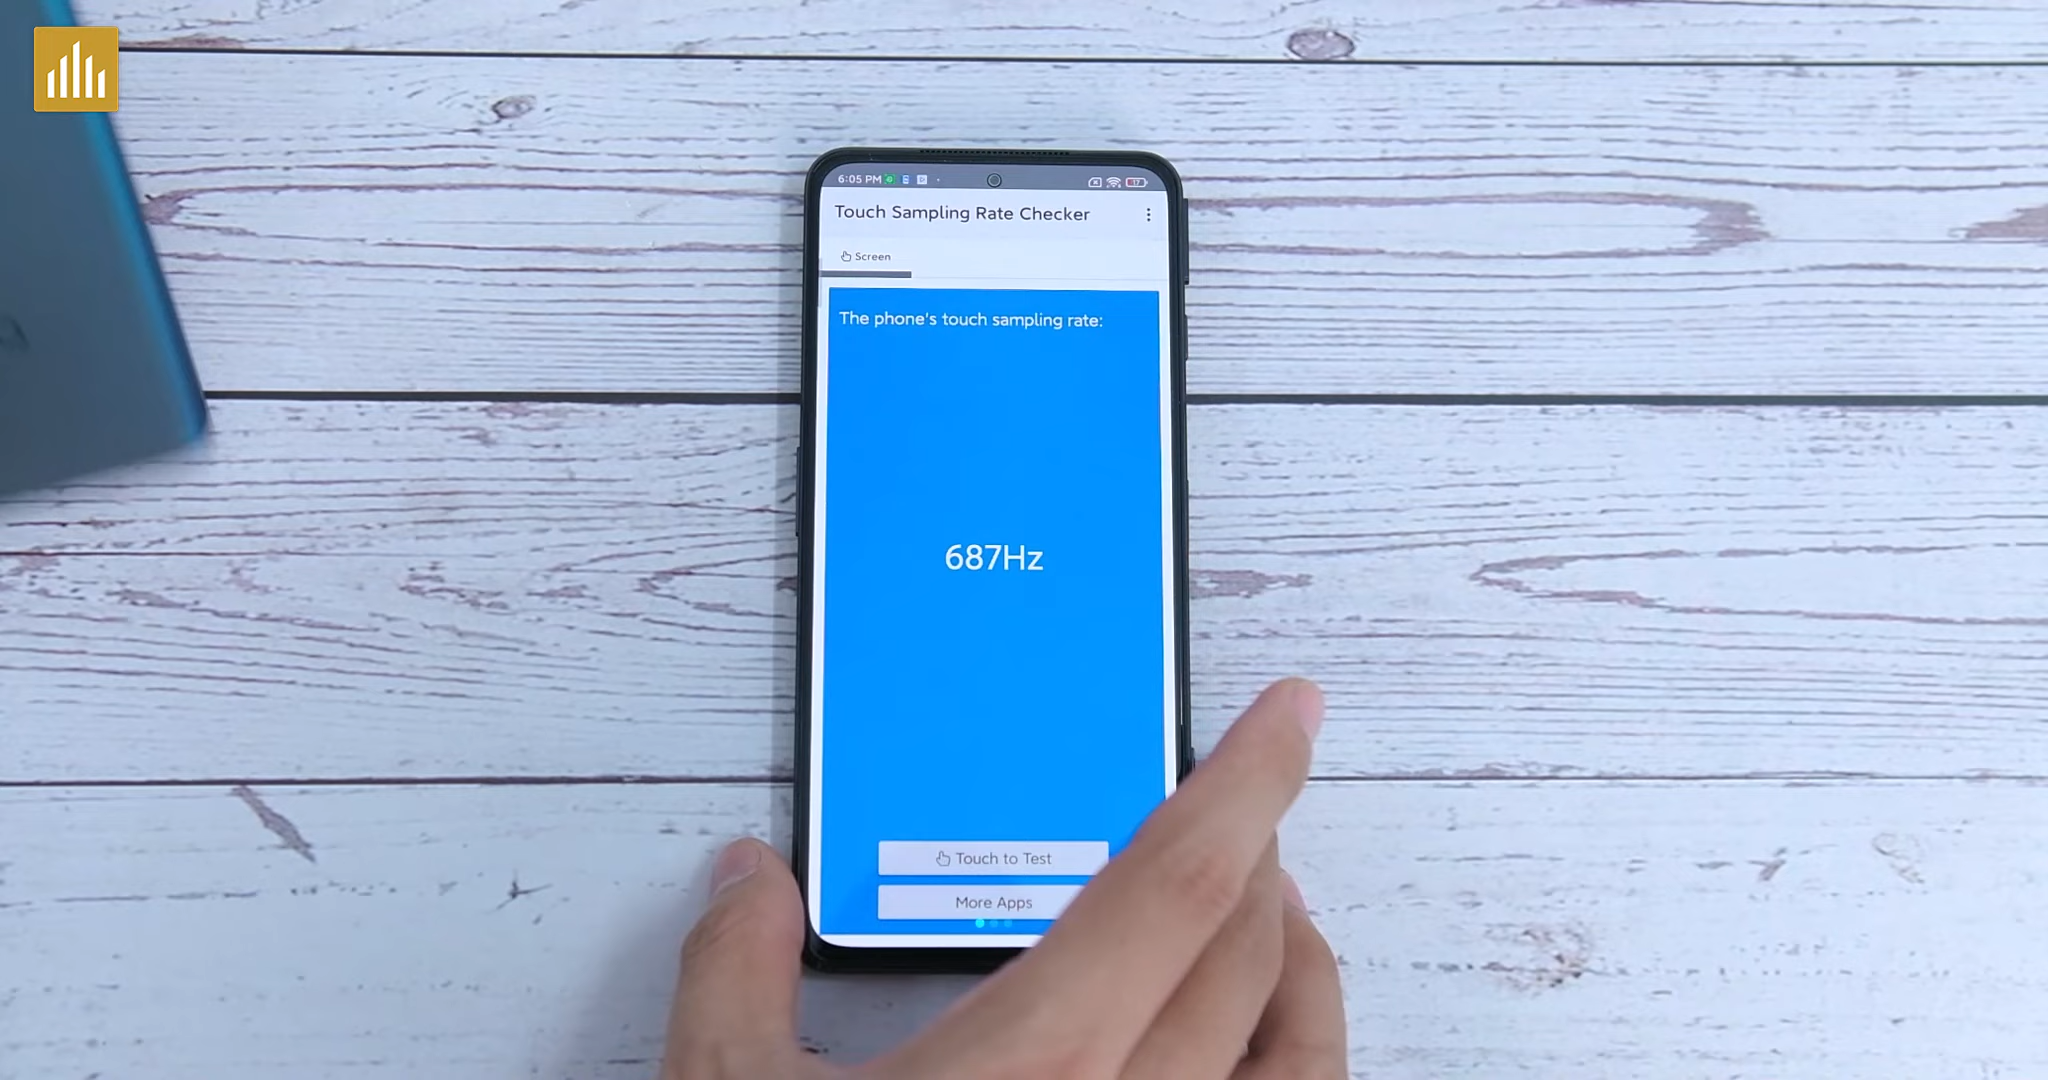 6:05 PM
17
Touch Sampling Rate Checker
Screen
The phone's touch sampling rate:
687Hz
Touch to Test
More Apps